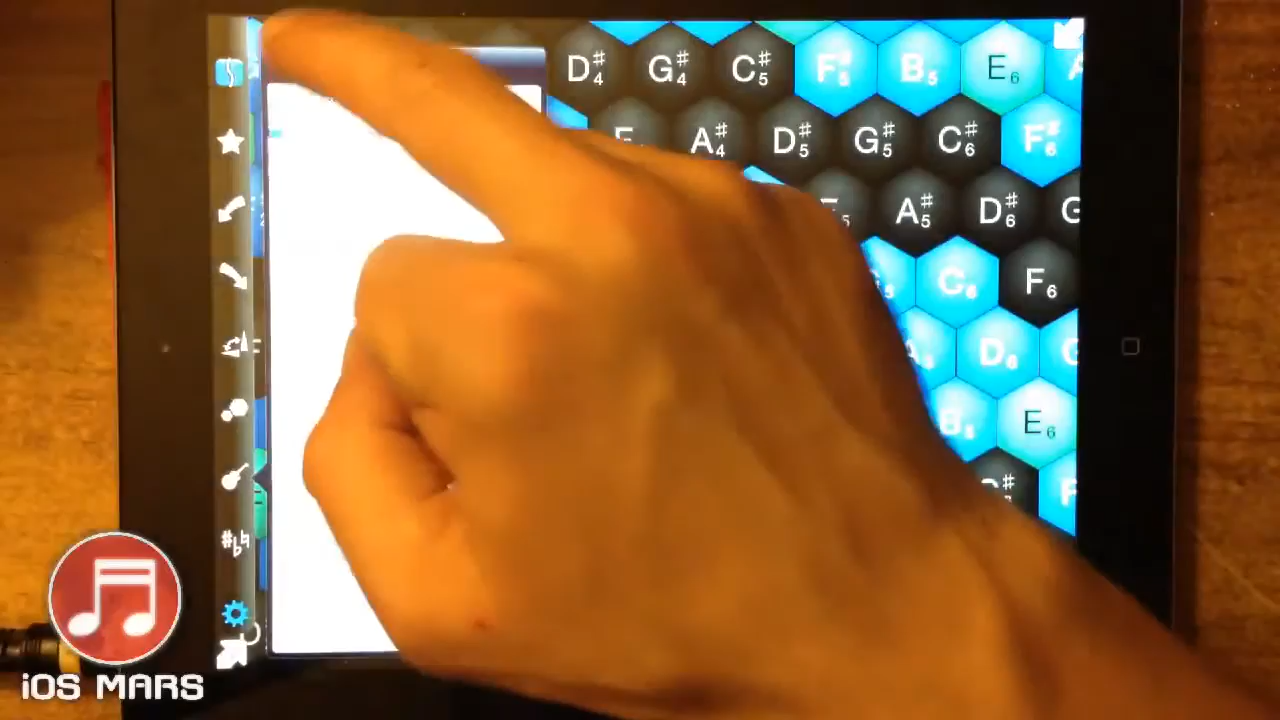 D♯4 G♯4 C♯5 F♯5 B5 E6
A♯4 D♯5 G♯5 C♯6 F♯6
A♯5 D♯6 G
C6 F6
D6
B5 E6
♯♭♮
iOS MARS